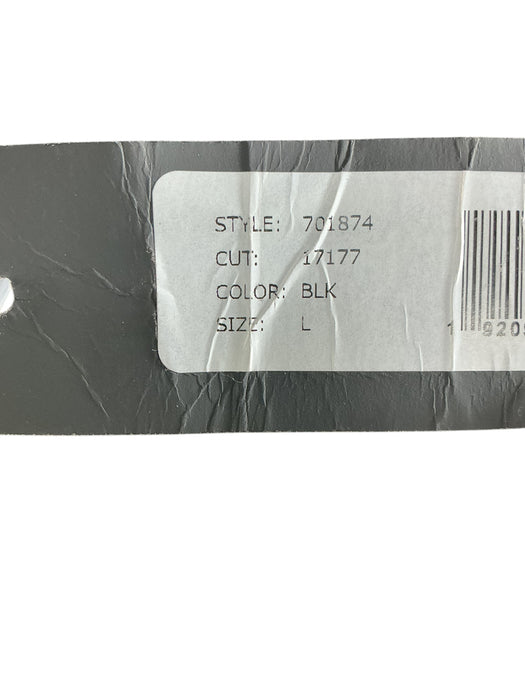 STYLE: 701874
CUT: 17177
COLOR: BLK
SIZE: L